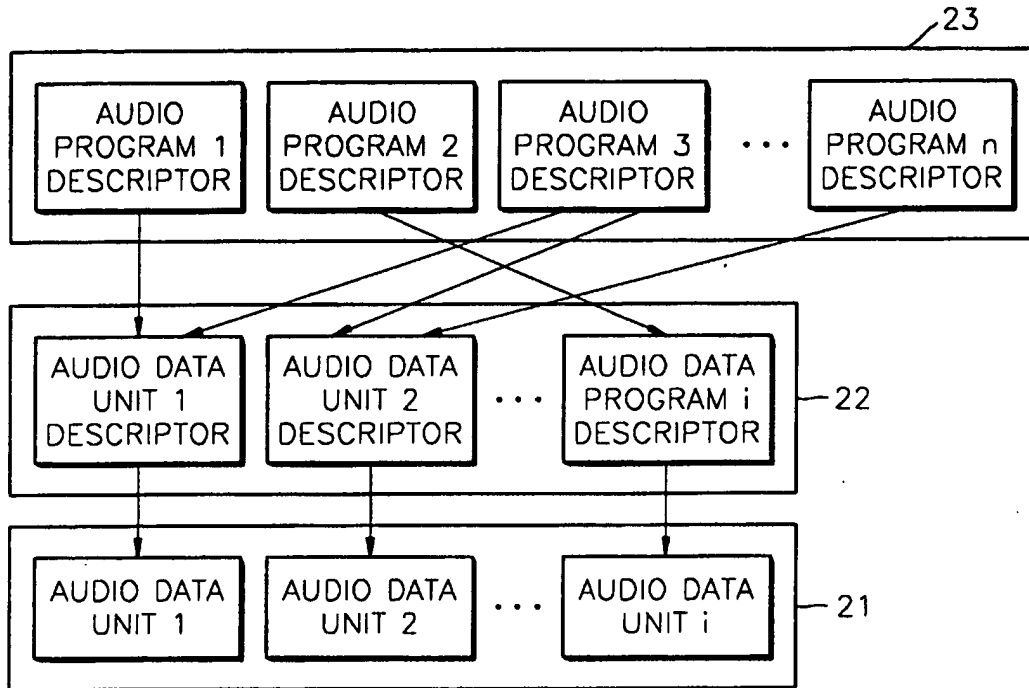 23
AUDIO
PROGRAM 1
DESCRIPTOR
AUDIO
PROGRAM 2
DESCRIPTOR
AUDIO
PROGRAM 3
DESCRIPTOR
...
AUDIO
PROGRAM n
DESCRIPTOR
AUDIO DATA
UNIT 1
DESCRIPTOR
AUDIO DATA
UNIT 2
DESCRIPTOR
...
AUDIO DATA
PROGRAM i
DESCRIPTOR
22
AUDIO DATA
UNIT 1
AUDIO DATA
UNIT 2
...
AUDIO DATA
UNIT i
21